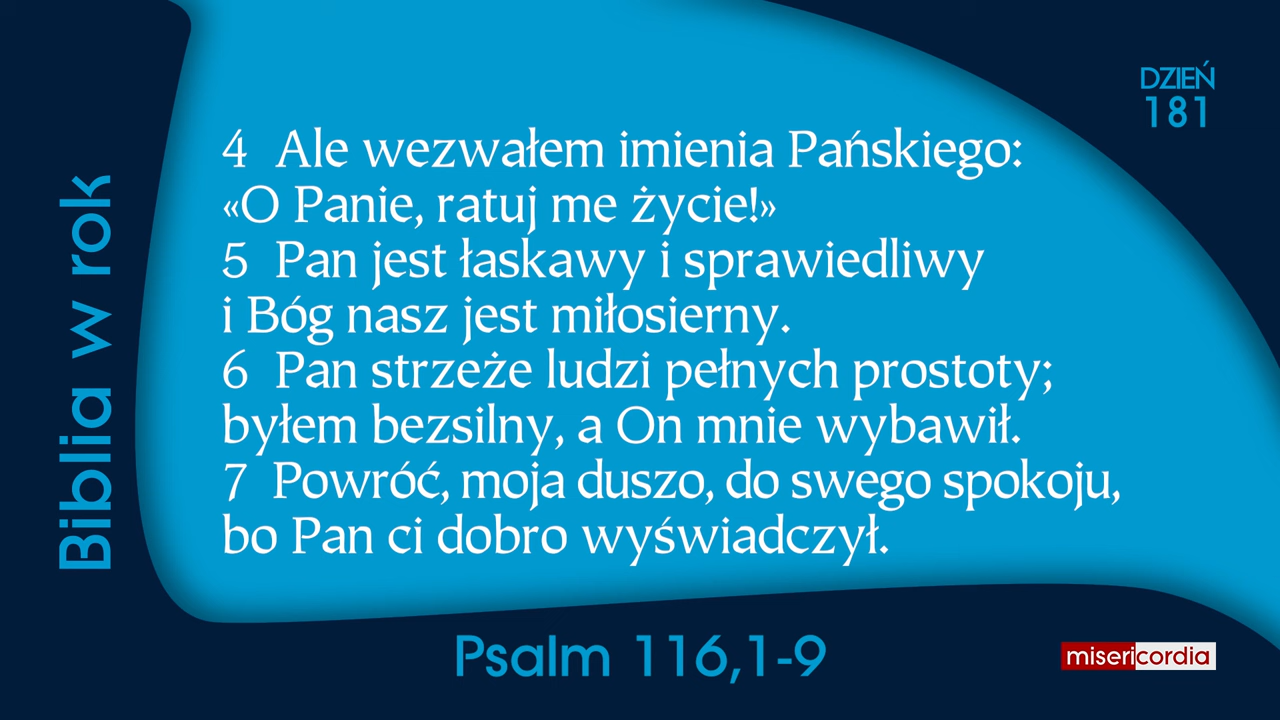 DZIEŃ
181
Biblia w rok
4 Ale wezwałem imienia Pańskiego:
«O Panie, ratuj me życie!»
5 Pan jest łaskawy i sprawiedliwy
i Bóg nasz jest miłosierny.
6 Pan strzeże ludzi pełnych prostoty;
byłem bezsilny, a On mnie wybawił.
7 Powróć, moja duszo, do swego spokoju,
bo Pan ci dobro wyświadczył.
Psalm 116,1-9
misericordia